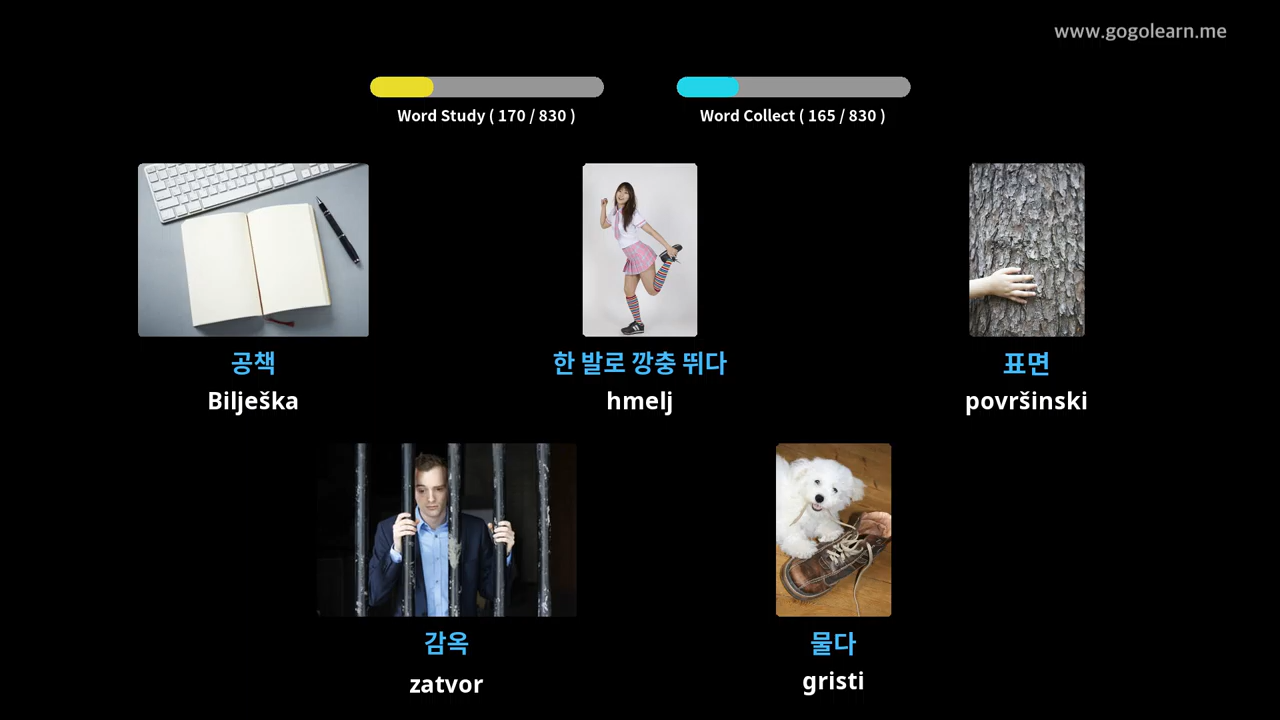 www.gogolearn.me
Word Study ( 170 / 830 )
Word Collect ( 165 / 830 )
공책
Bilješka
한 발로 깡충 뛰다
hmelj
표면
površinski
감옥
zatvor
물다
gristi